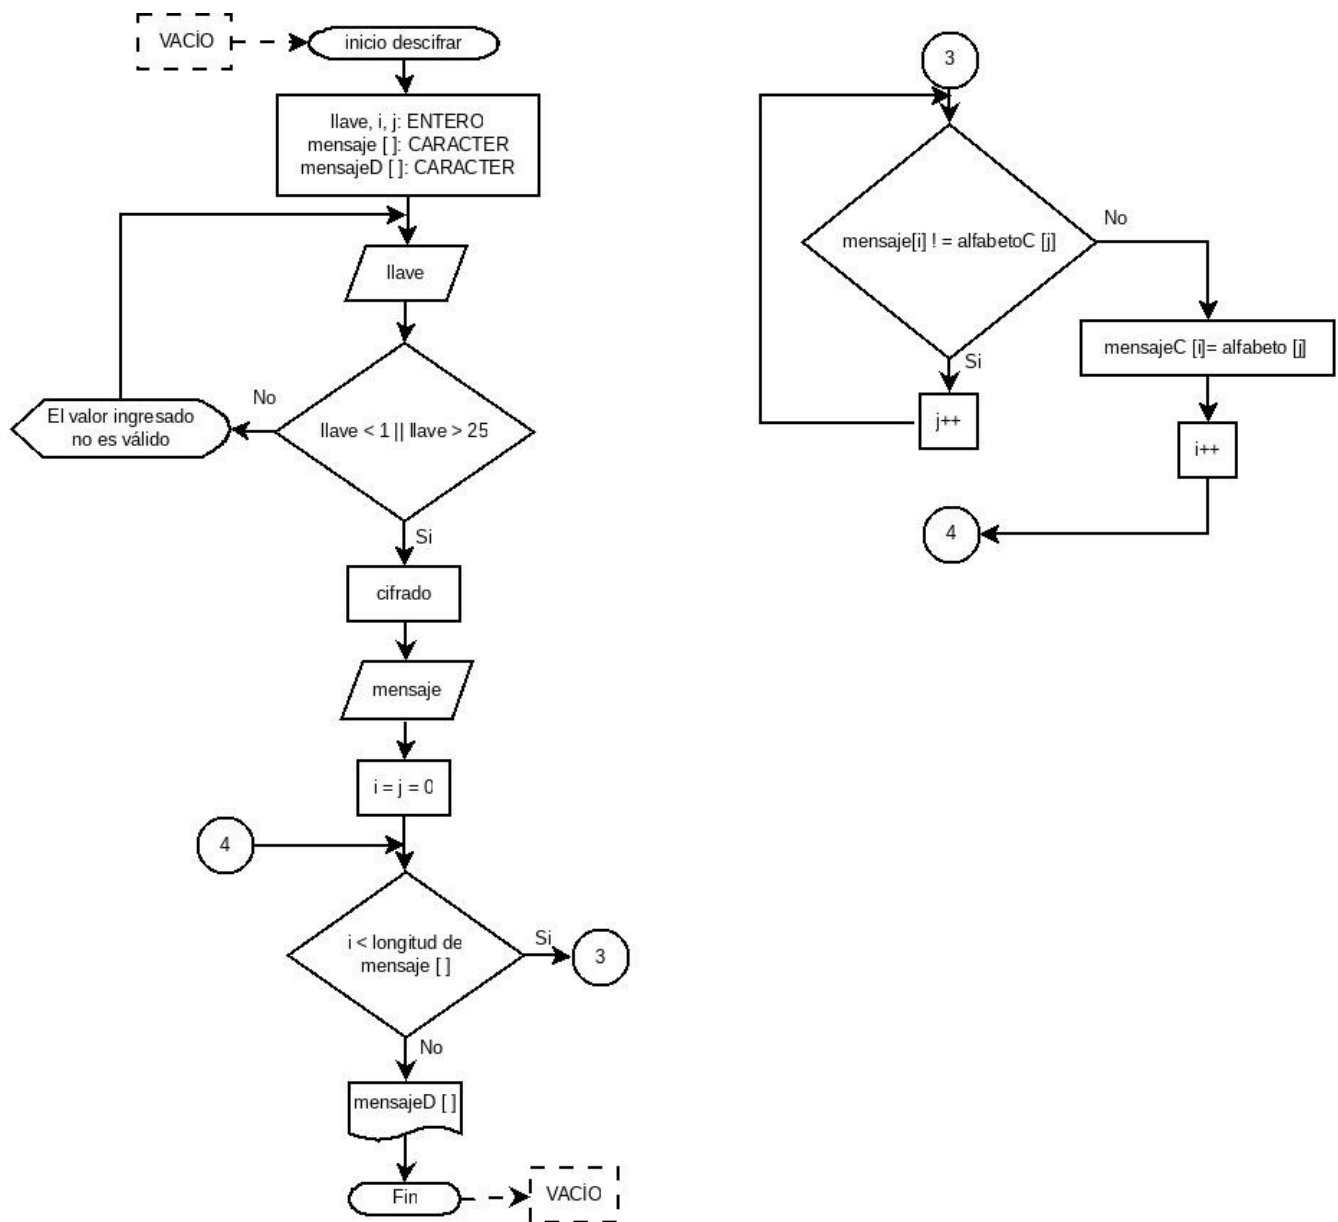 VACÍO
inicio descifrar
llave, i, j: ENTERO
mensaje [ ]: CARACTER
mensajeD [ ]: CARACTER
llave
llave < 1 || llave > 25
No
El valor ingresado
no es válido
Si
cifrado
mensaje
i = j = 0
4
i < longitud de
mensaje [ ]
Si
3
No
mensajeD [ ]
Fin
VACÍO
3
mensaje[i] ! = alfabetoC [j]
No
Si
j++
mensajeC [i]= alfabeto [j]
i++
4